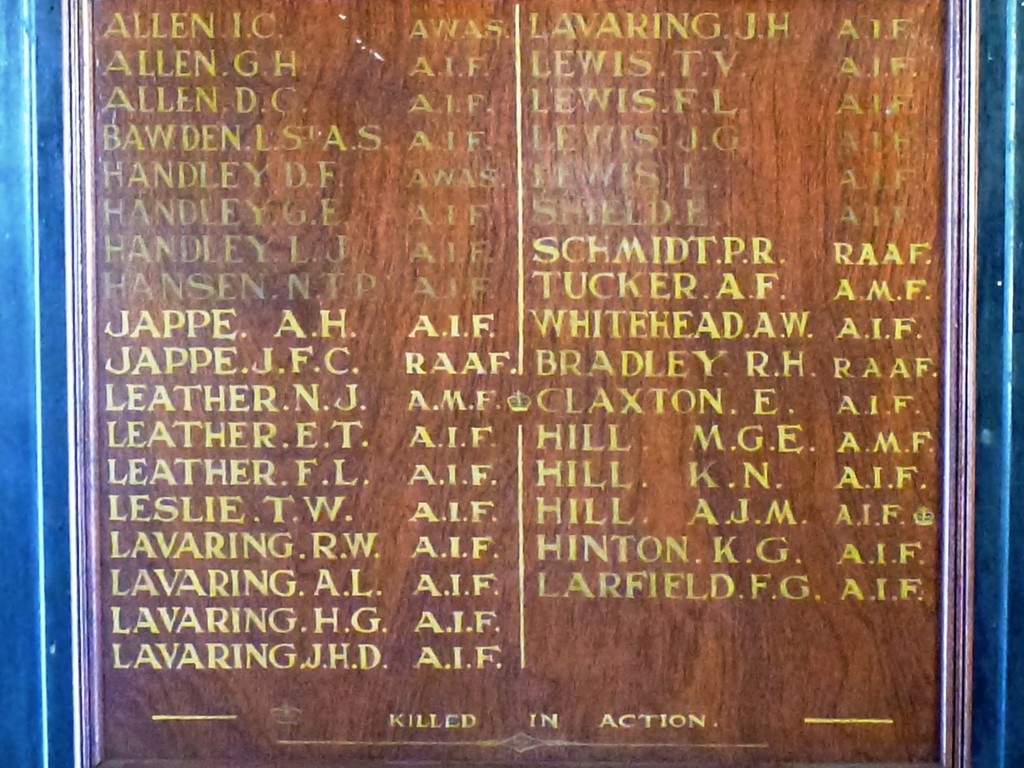 ALLEN I.C. AWAS.
ALLEN.G.H A.I.F.
ALLEN.D.C. A.I.F.
BAWDEN.L.ST A.S A.I.F.
HANDLEY D.F. AWAS
HANDLEY.G.E. A.I.F.
HANDLEY L.J A.I.F.
HANSEN.N.T.P A.I.F.
JAPPE. A.H. A.I.F.
JAPPE.J.F.C. RAAF.
LEATHER.N.J. A.M.F.
LEATHER.E.T. A.I.F.
LEATHER.F.L. A.I.F.
LESLIE.T.W. A.I.F.
LAVARING.R.W. A.I.F.
LAVARING.A.L. A.I.F.
LAVARING.H.G. A.I.F.
LAVARING.J.H.D. A.I.F.
LAVARING.J.H. A.I.F.
LEWIS.T.V. A.I.F.
LEWIS.F.L. A.I.F.
LEWIS.J.G. A.I.F.
LEWIS L A.I.F.
SHIELD.E A.I.F.
SCHMIDT.P.R. RAAF.
TUCKER.A.F. A.M.F.
WHITEHEAD.A.W. A.I.F.
BRADLEY R.H. RAAF.
CLAXTON. E. A.I.F.
HILL M.G.E. A.M.F.
HILL. K.N. A.I.F.
HILL. A.J.M. A.I.F.
HINTON.K.G. A.I.F.
LARFIELD.F.G. A.I.F.
KILLED IN ACTION.